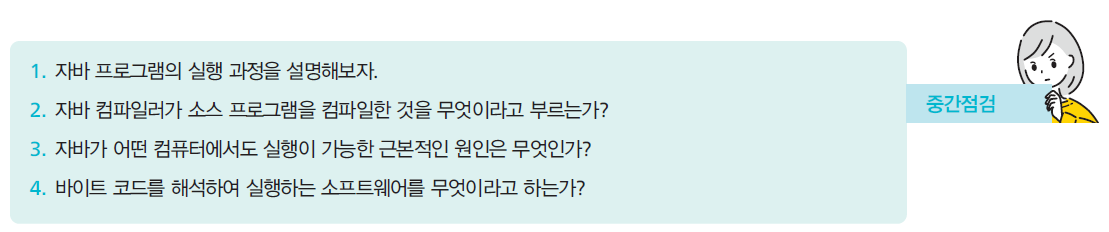 1. 자바 프로그램의 실행 과정을 설명해보자.
2. 자바 컴파일러가 소스 프로그램을 컴파일한 것을 무엇이라고 부르는가?
3. 자바가 어떤 컴퓨터에서도 실행이 가능한 근본적인 원인은 무엇인가?
4. 바이트 코드를 해석하여 실행하는 소프트웨어를 무엇이라고 하는가?
중간점검